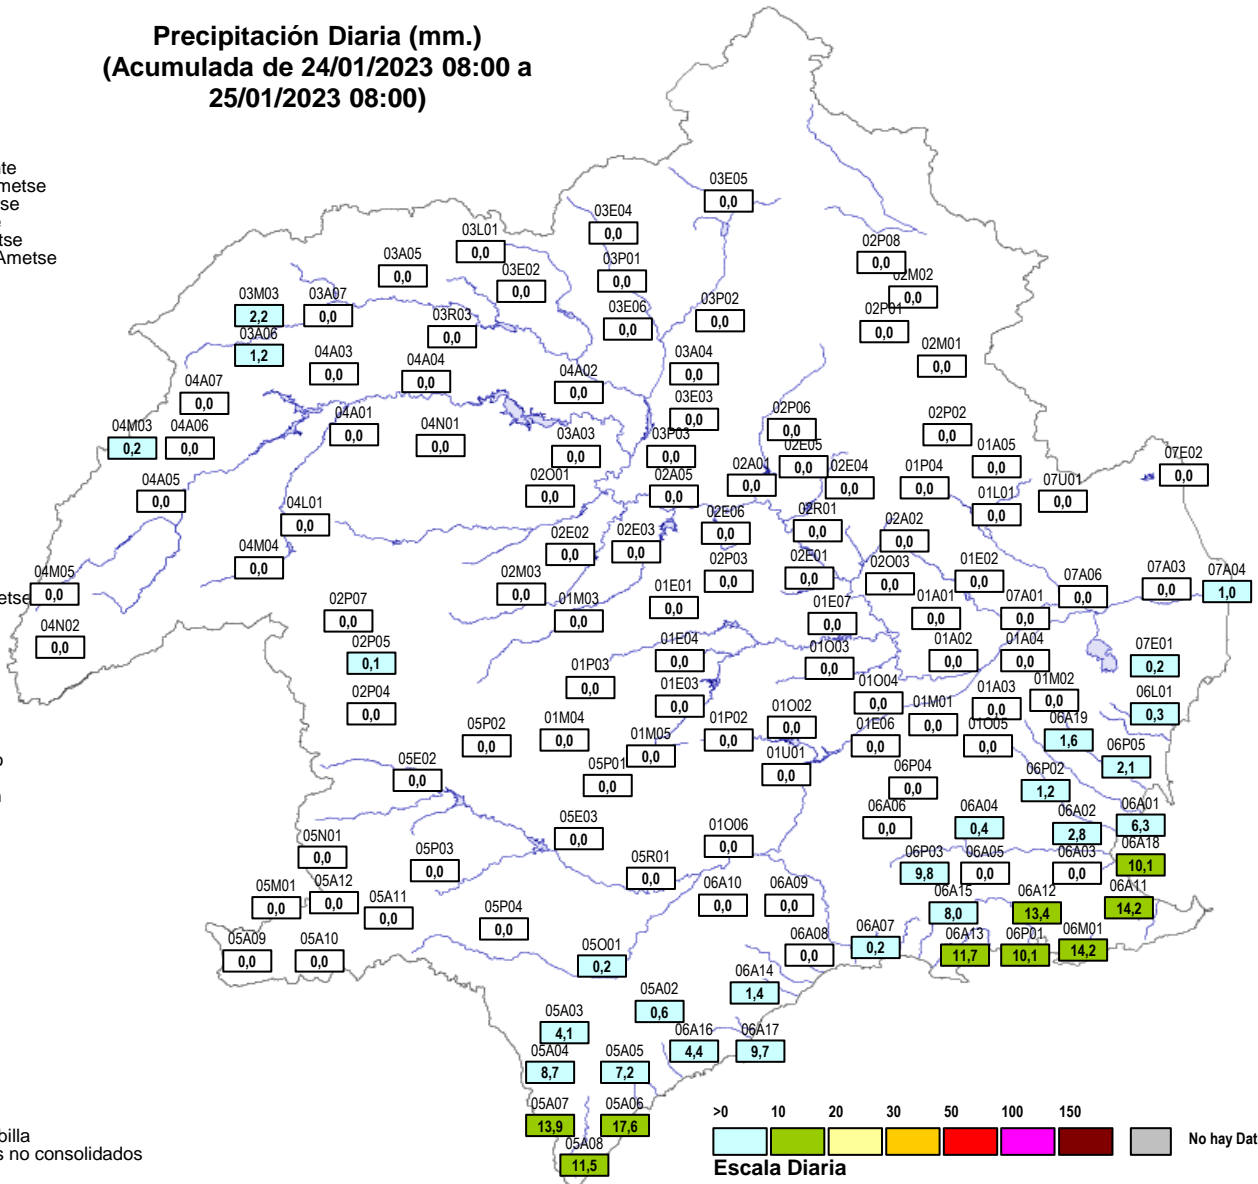 Precipitación Diaria (mm.)
(Acumulada de 24/01/2023 08:00 a
25/01/2023 08:00)
nte
metse
se
e
tse
Ametse
03E05
0,0
03E04
0,0
03L01
0,0
03P01
0,0
02P08
0,0
03A05
0,0
03E02
0,0
02M02
0,0
03M03
2,2
03A07
0,0
03E06
0,0
03P02
0,0
02P01
0,0
03R03
0,0
03A06
1,2
04A03
0,0
04A04
0,0
03A04
0,0
02M01
0,0
04A07
0,0
04A02
0,0
03E03
0,0
04M03
0,2
04A06
0,0
04A01
0,0
04N01
0,0
02P06
0,0
02P02
0,0
03A03
0,0
03P03
0,0
02E05
0,0
01A05
0,0
07E02
0,0
04A05
0,0
02O01
0,0
02A05
0,0
02A01
0,0
02E04
0,0
01P04
0,0
07U01
0,0
04L01
0,0
01L01
0,0
02E06
0,0
02R01
0,0
02A02
0,0
02E02
0,0
02E03
0,0
04M04
0,0
02P03
0,0
02E01
0,0
02O03
0,0
01E02
0,0
04M05
0,0
etse
02M03
0,0
07A06
0,0
07A03
0,0
07A04
1,0
02P07
0,0
01M03
0,0
01E01
0,0
01E07
0,0
01A01
0,0
07A01
0,0
04N02
0,0
02P05
0,1
01E04
0,0
01O03
0,0
01A02
0,0
01A04
0,0
07E01
0,2
01P03
0,0
01E03
0,0
01O04
0,0
01A03
0,0
01M02
0,0
06L01
0,3
02P04
0,0
01O02
0,0
01M01
0,0
05P02
0,0
01M04
0,0
01M05
0,0
01P02
0,0
01E06
0,0
01O05
0,0
06A19
1,6
06P05
2,1
o
05E02
0,0
05P01
0,0
01U01
0,0
06P04
0,0
06P02
1,2
05E03
0,0
01O06
0,0
06A06
0,0
06A04
0,4
06A02
2,8
06A01
6,3
05N01
0,0
05P03
0,0
05R01
0,0
06P03
9,8
06A05
0,0
06A03
0,0
06A18
10,1
05M01
0,0
05A12
0,0
05A11
0,0
06A10
0,0
06A09
0,0
06A15
8,0
06A12
13,4
06A11
14,2
05P04
0,0
05A09
0,0
05A10
0,0
05O01
0,2
06A08
0,0
06A07
0,2
06A13
11,7
06P01
10,1
06M01
14,2
06A14
1,4
05A02
0,6
05A03
4,1
06A16
4,4
06A17
9,7
05A04
8,7
05A05
7,2
05A07
13,9
05A06
17,6
05A08
11,5
billa
s no consolidados
>0 10 20 30 50 100 150
No hay Dat
Escala Diaria